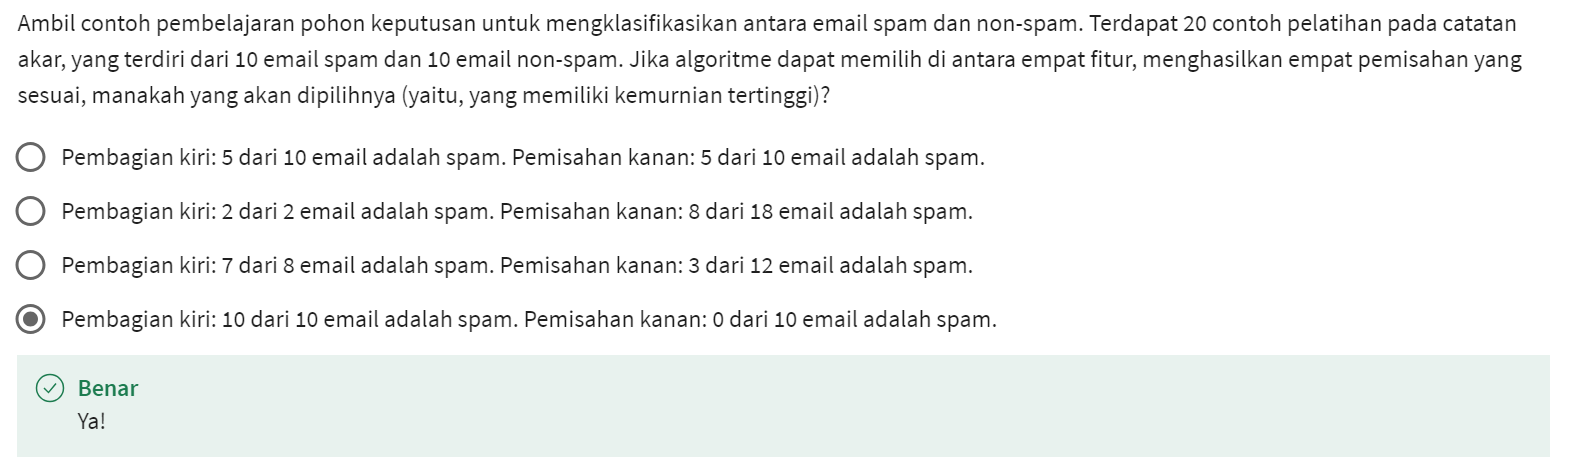 Ambil contoh pembelajaran pohon keputusan untuk mengklasifikasikan antara email spam dan non-spam. Terdapat 20 contoh pelatihan pada catatan
akar, yang terdiri dari 10 email spam dan 10 email non-spam. Jika algoritme dapat memilih di antara empat fitur, menghasilkan empat pemisahan yang
sesuai, manakah yang akan dipilihnya (yaitu, yang memiliki kemurnian tertinggi)?
Pembagian kiri: 5 dari 10 email adalah spam. Pemisahan kanan: 5 dari 10 email adalah spam.
Pembagian kiri: 2 dari 2 email adalah spam. Pemisahan kanan: 8 dari 18 email adalah spam.
Pembagian kiri: 7 dari 8 email adalah spam. Pemisahan kanan: 3 dari 12 email adalah spam.
Pembagian kiri: 10 dari 10 email adalah spam. Pemisahan kanan: 0 dari 10 email adalah spam.
Benar
Ya!